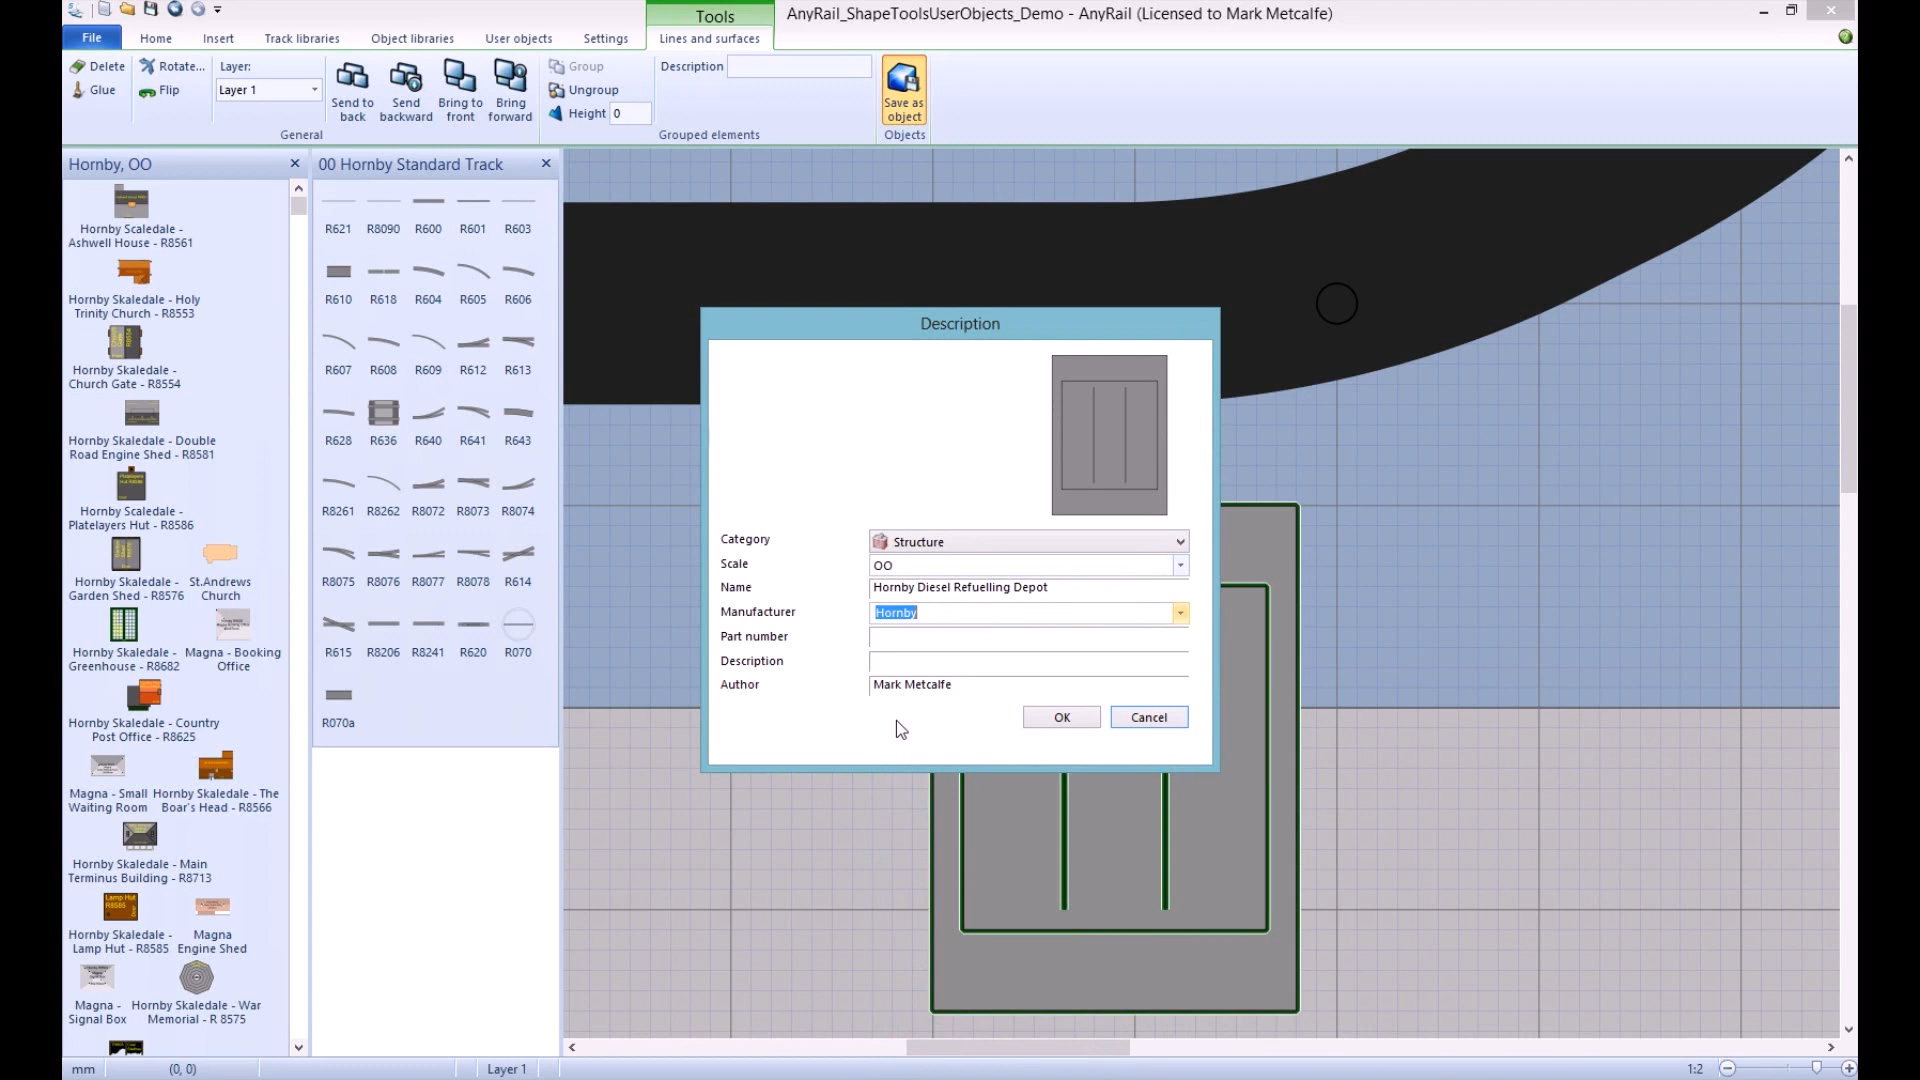 Tools
AnyRail_ShapeToolsUserObjects_Demo - AnyRail (Licensed to Mark Metcalfe)
File
Home
Insert
Track libraries
Object libraries
User objects
Settings
Lines and surfaces
Delete
Rotate...
Layer:
Glue
Flip
Layer 1
Send to back
Send backward
Bring to front
Bring forward
Group
Ungroup
Height 0
Description
Save as object
General
Grouped elements
Objects
Hornby, OO
00 Hornby Standard Track
Hornby Scaledale -
Ashwell House - R8561
Hornby Skaledale - Holy
Trinity Church - R8553
Hornby Skaledale -
Church Gate - R8554
Hornby Skaledale - Double
Road Engine Shed - R8581
Hornby Scaledale -
Platelayers Hut - R8586
Hornby Skaledale -
Garden Shed - R8576
St.Andrews
Church
Hornby Skaledale -
Greenhouse - R8682
Magna - Booking
Office
Hornby Skaledale - Country
Post Office - R8625
Magna - Small
Waiting Room
Hornby Skaledale - The
Boar's Head - R8566
Hornby Skaledale - Main
Terminus Building - R8713
Lamp Hut
R8585
Hornby Skaledale -
Lamp Hut - R8585
Magna
Engine Shed
Magna -
Signal Box
Hornby Skaledale - War
Memorial - R 8575
R621 R8090 R600 R601 R603
R610 R618 R604 R605 R606
R607 R608 R609 R612 R613
R628 R636 R640 R641 R643
R8261 R8262 R8072 R8073 R8074
R8075 R8076 R8077 R8078 R614
R615 R8206 R8241 R620 R070
R070a
Description
Category Structure
Scale OO
Name Hornby Diesel Refuelling Depot
Manufacturer Hornby
Part number
Description
Author Mark Metcalfe
OK
Cancel
mm
(0, 0)
Layer 1
1:2